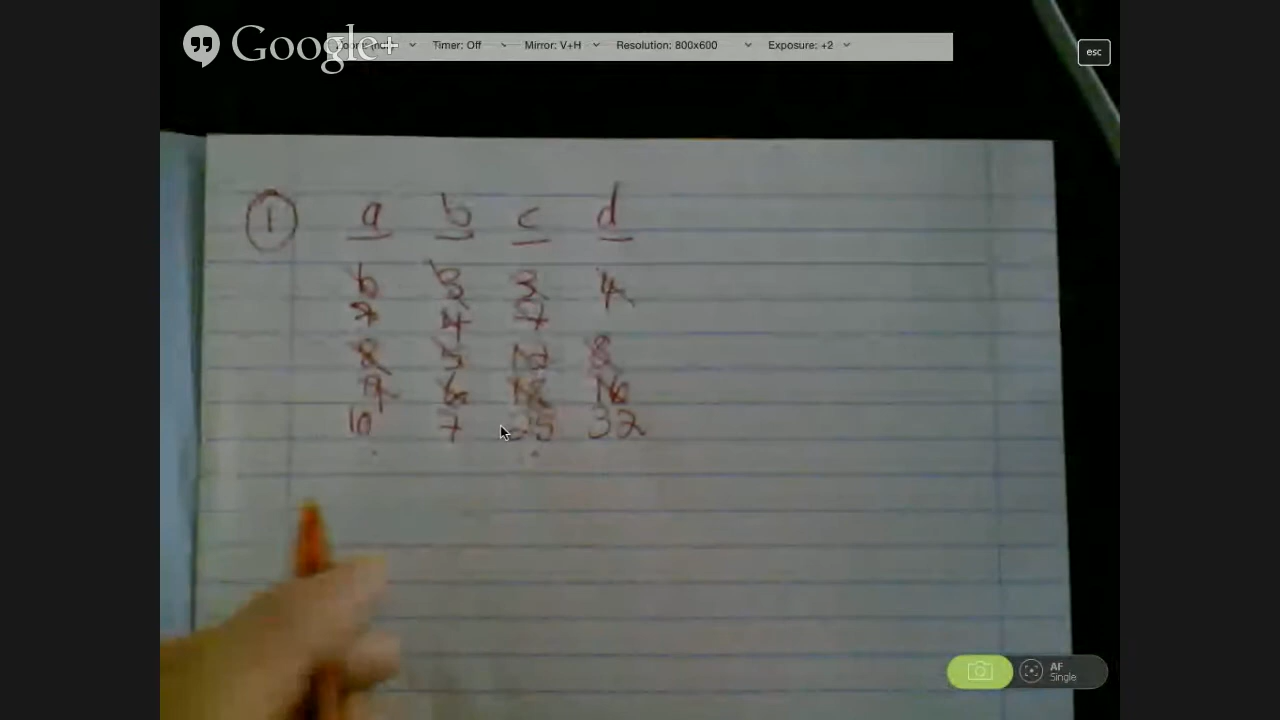 Google+
Timer: Off Mirror: V+H Resolution: 800x600 Exposure: +2
esc
1 a b c d
6 3 3 4
7 4 7
8 5 12 8
9 6 18 16
10 7 25 32
AF
Single